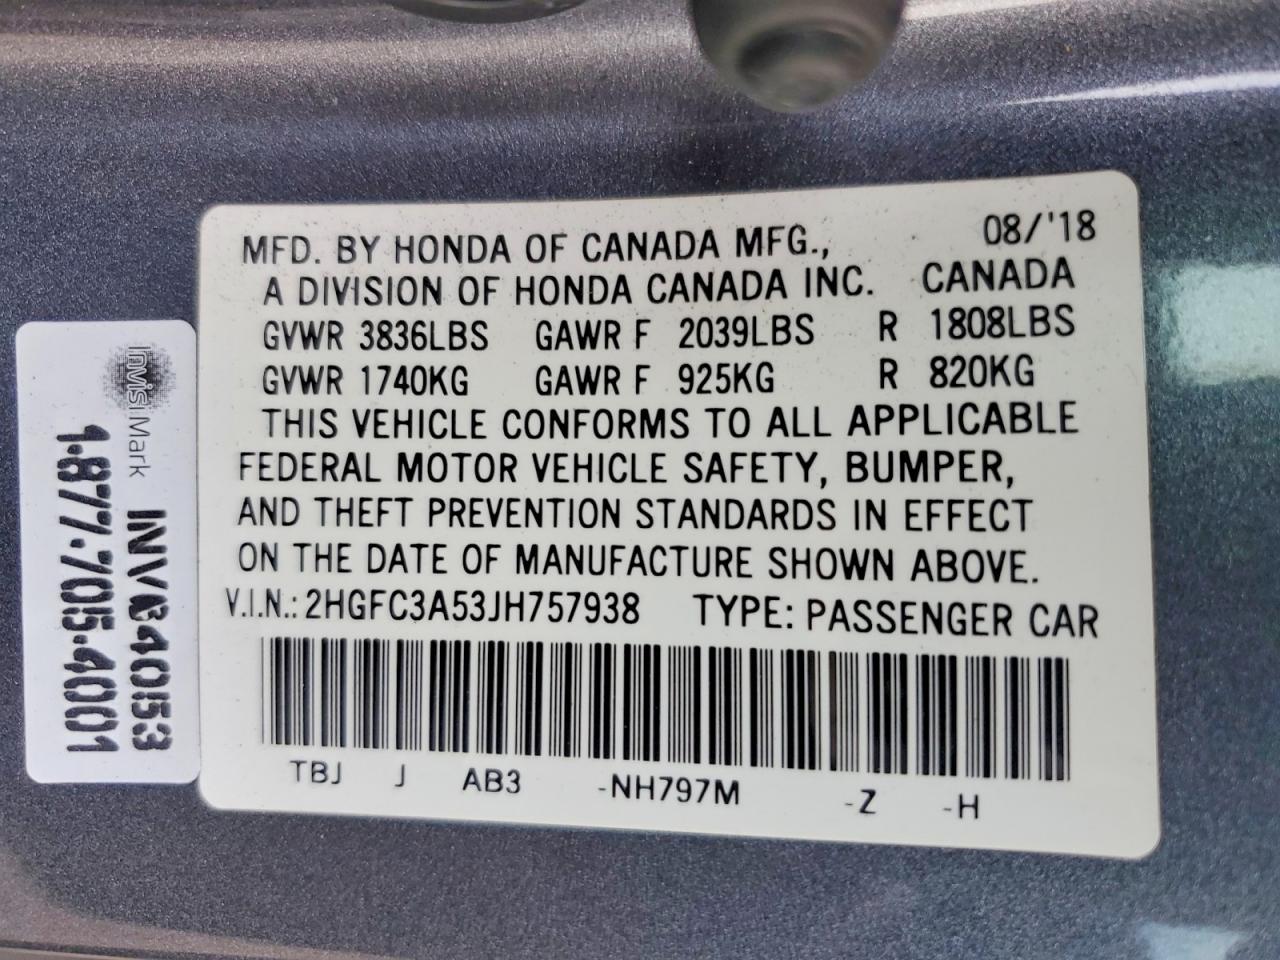 MFD. BY HONDA OF CANADA MFG., 08/'18
A DIVISION OF HONDA CANADA INC. CANADA
GVWR 3836LBS GAWR F 2039LBS R 1808LBS
GVWR 1740KG GAWR F 925KG R 820KG
THIS VEHICLE CONFORMS TO ALL APPLICABLE
FEDERAL MOTOR VEHICLE SAFETY, BUMPER,
AND THEFT PREVENTION STANDARDS IN EFFECT
ON THE DATE OF MANUFACTURE SHOWN ABOVE.
V.I.N.: 2HGFC3A53JH757938 TYPE: PASSENGER CAR
TBJ J AB3 -NH797M -Z -H
InvisiMark
INV84053
1.877.705.4001